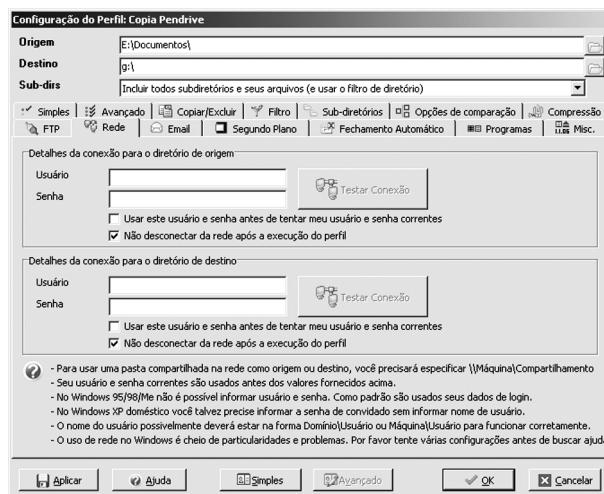 Configuração do Perfil: Copia Pendrive
Origem E:\Documentos\
Destino g:\
Sub-dirs Incluir todos subdiretórios e seus arquivos (e usar o filtro de diretório)
Simples Avançado Copiar/Excluir Filtro Sub-diretórios Opções de comparação Compressão
FTP Rede Email Segundo Plano Fechamento Automático Programas Misc.
Detalhes da conexão para o diretório de origem
Usuário
Senha
Testar Conexão
Usar este usuário e senha antes de tentar meu usuário e senha correntes
Não desconectar da rede após a execução do perfil
Detalhes da conexão para o diretório de destino
Usuário
Senha
Testar Conexão
Usar este usuário e senha antes de tentar meu usuário e senha correntes
Não desconectar da rede após a execução do perfil
- Para usar uma pasta compartilhada na rede como origem ou destino, você precisará especificar \\Máquina\Compartilhamento
- Seu usuário e senha correntes são usados antes dos valores fornecidos acima.
- No Windows 95/98/Me não é possível informar usuário e senha. Como padrão são usados seus dados de login.
- No Windows XP doméstico você talvez precise informar a senha de convidado sem informar nome de usuário.
- O nome do usuário possivelmente deverá estar na forma Domínio\Usuário ou Máquina\Usuário para funcionar corretamente.
- O uso de rede no Windows é cheio de particularidades e problemas. Por favor tente várias configurações antes de buscar ajud
Aplicar Ajuda Simples Avançado OK Cancelar